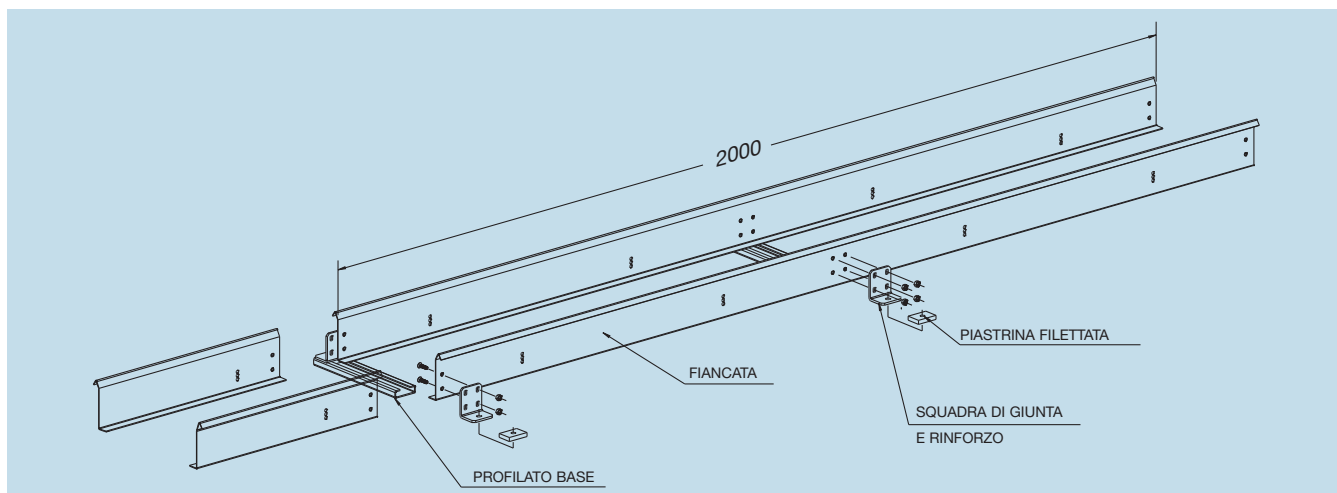 2000
PIASTRINA FILETTATA
FIANCATA
SQUADRA DI GIUNTA
E RINFORZO
PROFILATO BASE